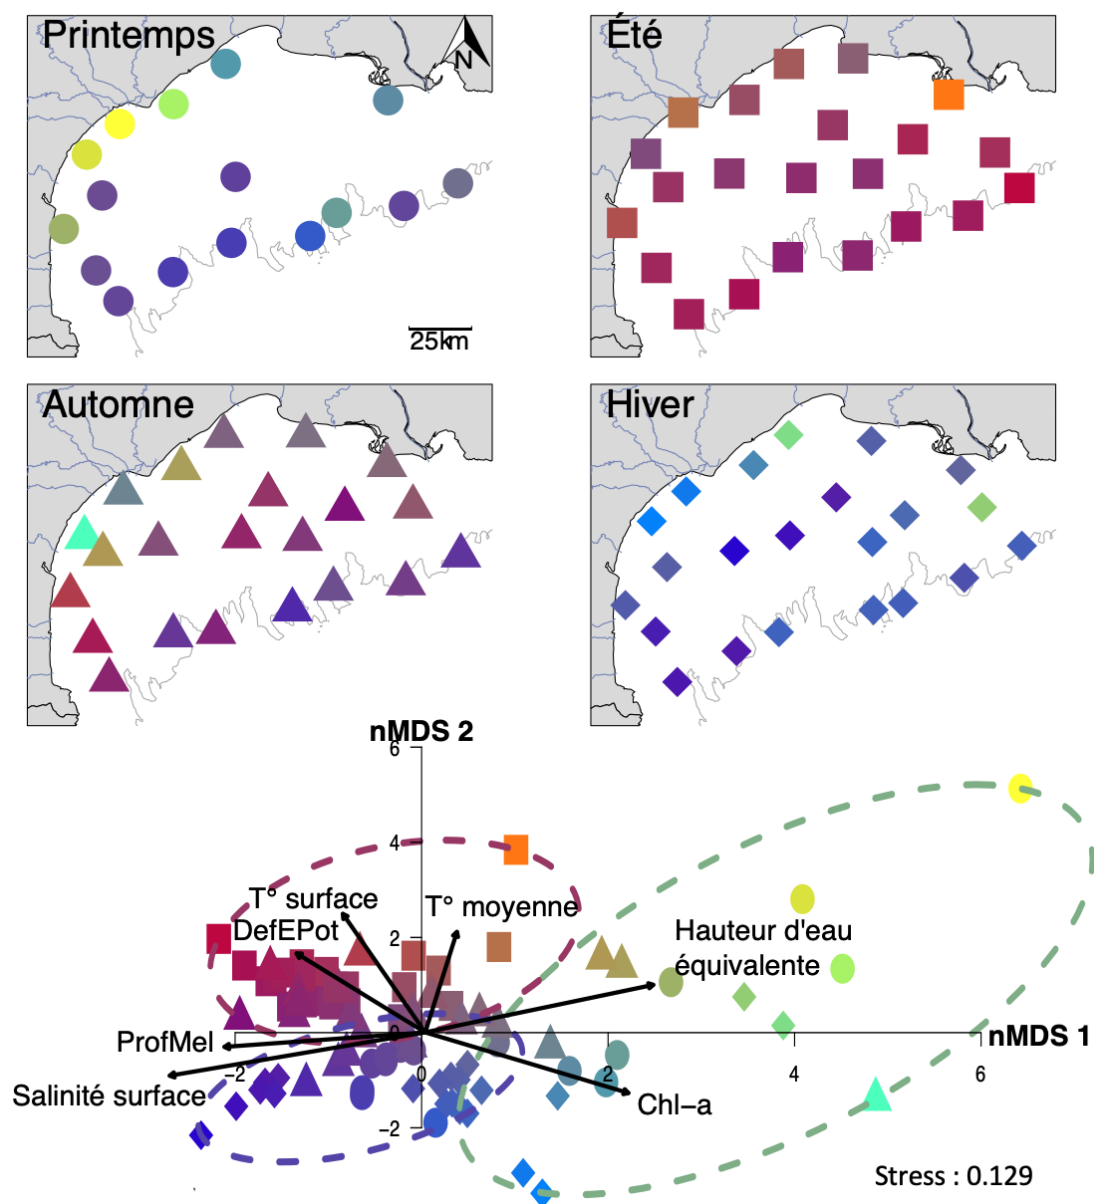 Printemps
N
25km
Été
Automne
Hiver
nMDS 2
6
4
T° surface
T° moyenne
DefEPot
2
Hauteur d'eau
équivalente
ProfMel
0
nMDS 1
−2
2
4
6
Salinité surface
Chl−a
−2
Stress : 0.129